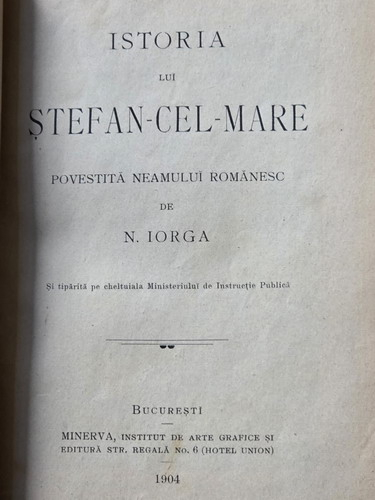 ISTORIA
LUĬ
ȘTEFAN-CEL-MARE
POVESTITĂ NEAMULUĬ ROMĂNESC
DE
N. IORGA
Și tipărită pe cheltuiala Ministeriuluĭ de Instrucție Publică
BUCUREȘTI
MINERVA, INSTITUT DE ARTE GRAFICE ȘI
EDITURĂ STR. REGALĂ No. 6 (HOTEL UNION)
1904